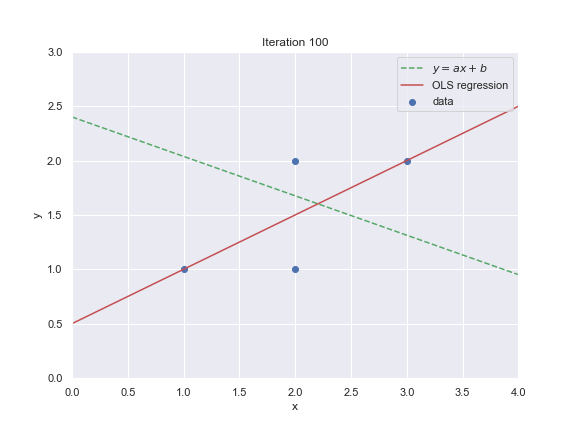 Iteration 100
y = ax + b
OLS regression
data
3.0
2.5
2.0
1.5
1.0
0.5
0.0
y
0.0 0.5 1.0 1.5 2.0 2.5 3.0 3.5 4.0
x